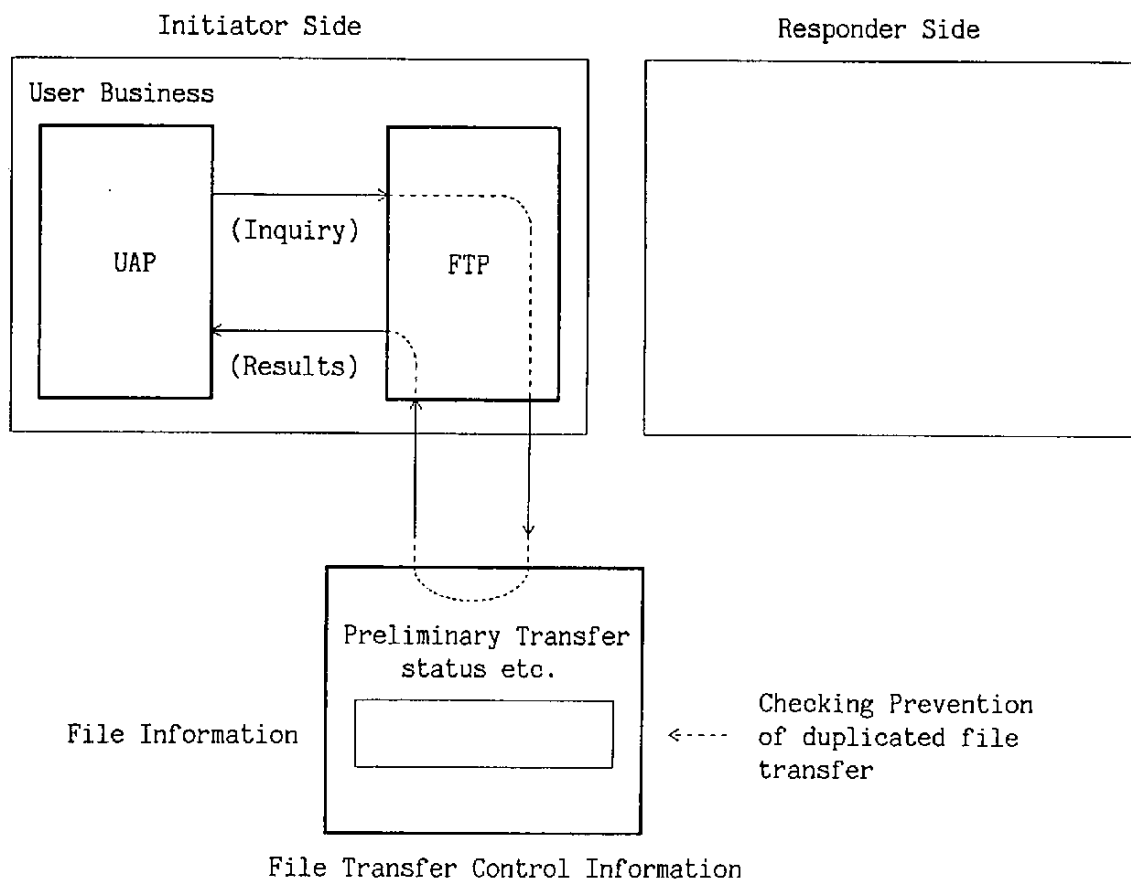 Initiator Side
Responder Side
User Business
UAP
(Inquiry)
FTP
(Results)
Preliminary Transfer
status etc.
File Information
Checking Prevention
of duplicated file
transfer
File Transfer Control Information